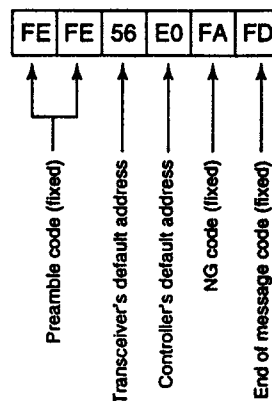 FE FE 56 E0 FA FD
Preamble code (fixed)
Transceiver's default address
Controller's default address
NG code (fixed)
End of message code (fixed)